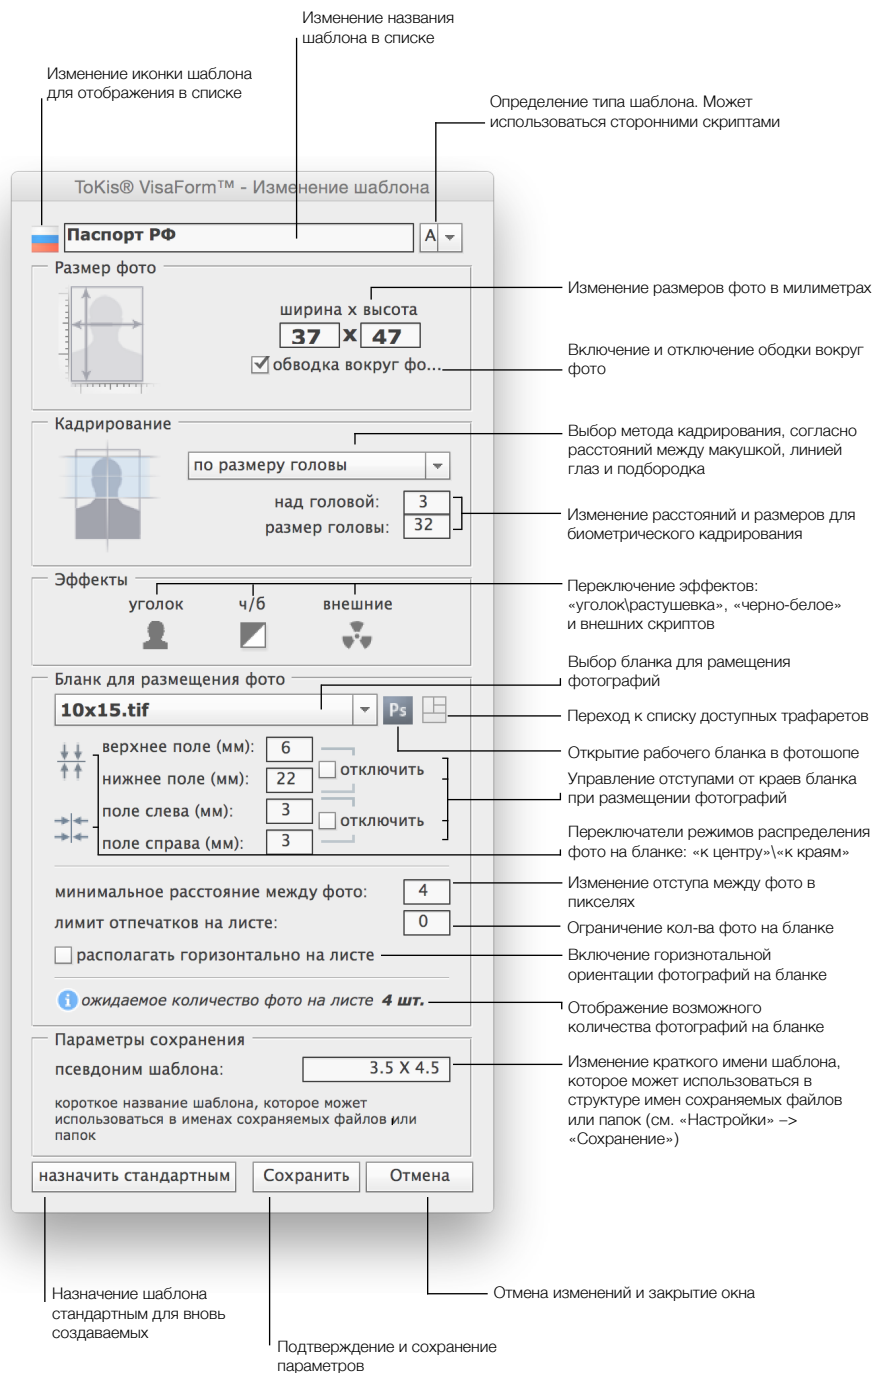 Изменение названия
шаблона в списке
Изменение иконки шаблона
для отображения в списке
Определение типа шаблона. Может
использоваться сторонними скриптами
ToKis® VisaForm™ - Изменение шаблона
Паспорт РФ
A
Размер фото
ширина x высота
37 x 47
обводка вокруг фо...
Изменение размеров фото в милиметрах
Включение и отключение ободки вокруг
фото
Кадрирование
по размеру головы
над головой: 3
размер головы: 32
Выбор метода кадрирования, согласно
расстояний между макушкой, линией
глаз и подбородка
Изменение расстояний и размеров для
биометрического кадрирования
Эффекты
уголок ч/б внешние
Переключение эффектов:
«уголок\растушевка», «черно-белое»
и внешних скриптов
Бланк для размещения фото
10x15.tif
Ps
Выбор бланка для рамещения
фотографий
Переход к списку доступных трафаретов
Открытие рабочего бланка в фотошопе
верхнее поле (мм): 6
нижнее поле (мм): 22
отключить
поле слева (мм): 3
поле справа (мм): 3
отключить
Управление отступами от краев бланка
при размещении фотографий
Переключатели режимов распределения
фото на бланке: «к центру»\«к краям»
минимальное расстояние между фото: 4
лимит отпечатков на листе: 0
располагать горизонтально на листе
Изменение отступа между фото в
пикселях
Ограничение кол-ва фото на бланке
Включение горизнотальной
ориентации фотографий на бланке
i ожидаемое количество фото на листе 4 шт.
Отображение возможного
количества фотографий на бланке
Параметры сохранения
псевдоним шаблона: 3.5 X 4.5
короткое название шаблона, которое может
использоваться в именах сохраняемых файлов или
папок
Изменение краткого имени шаблона,
которое может использоваться в
структуре имен сохраняемых файлов
или папок (см. «Настройки» –>
«Сохранение»)
назначить стандартным Сохранить Отмена
Назначение шаблона
стандартным для вновь
создаваемых
Отмена изменений и закрытие окна
Подтверждение и сохранение
параметров